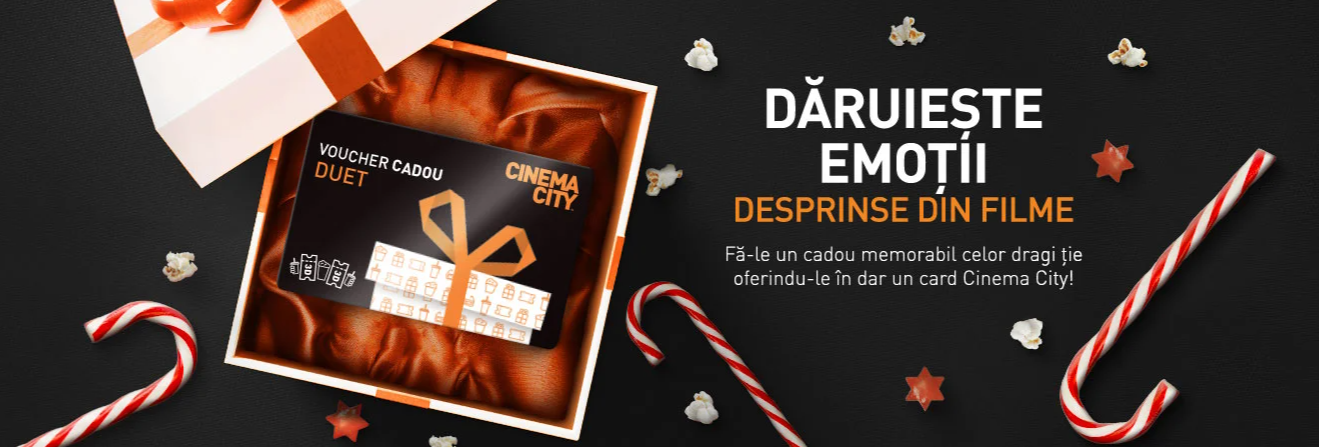 VOUCHER CADOU
DUET
CINEMA
CITY
DĂRUIEȘTE
EMOȚII
DESPRINSE DIN FILME
Fă-le un cadou memorabil celor dragi ție
oferindu-le în dar un card Cinema City!